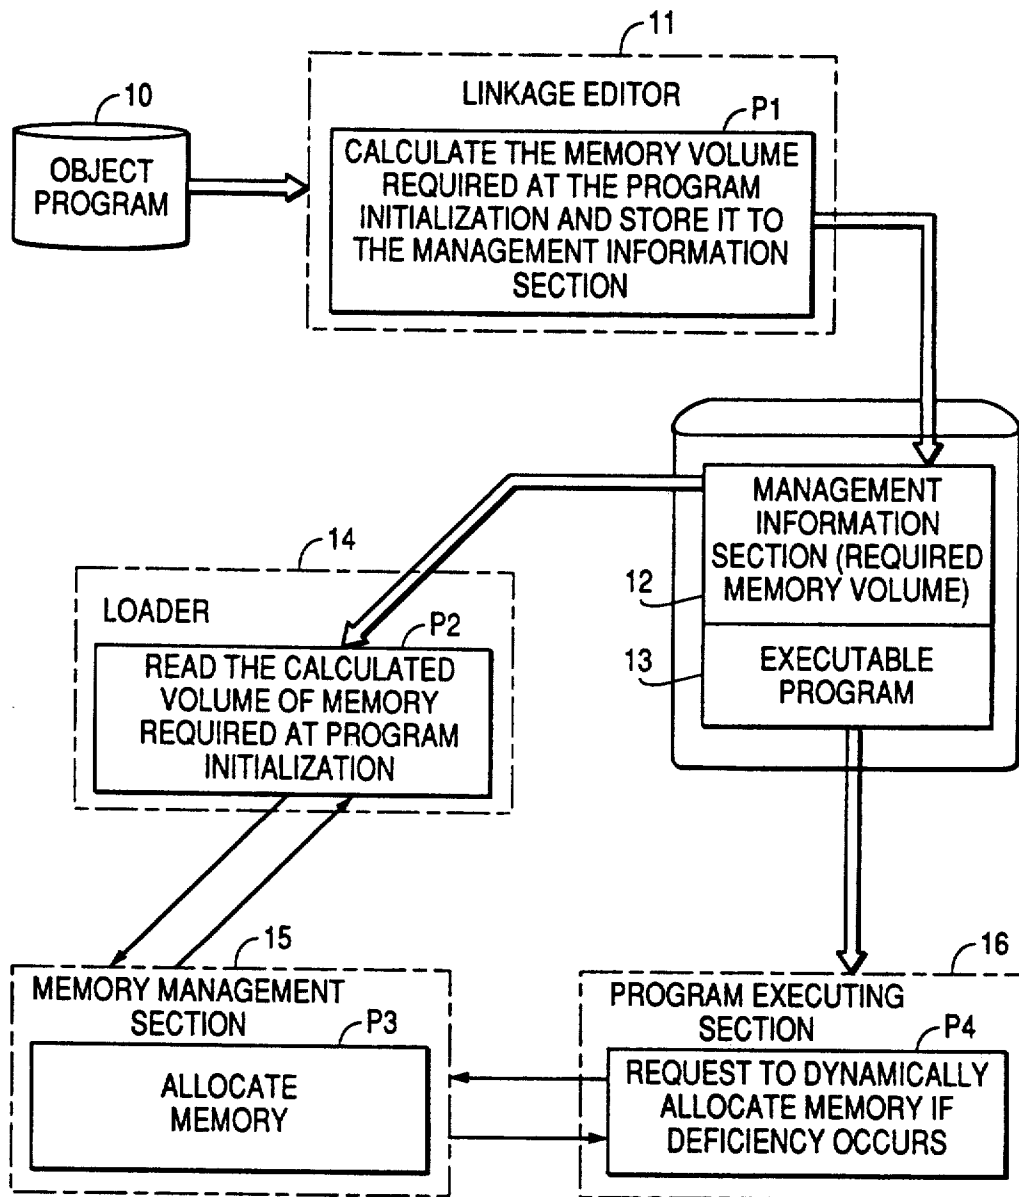 11
10
LINKAGE EDITOR
P1
OBJECT
PROGRAM
CALCULATE THE MEMORY VOLUME
REQUIRED AT THE PROGRAM
INITIALIZATION AND STORE IT TO
THE MANAGEMENT INFORMATION
SECTION
MANAGEMENT
INFORMATION
SECTION (REQUIRED
MEMORY VOLUME)
12
13
EXECUTABLE
PROGRAM
14
LOADER
P2
READ THE CALCULATED
VOLUME OF MEMORY
REQUIRED AT PROGRAM
INITIALIZATION
15
MEMORY MANAGEMENT
SECTION
P3
ALLOCATE
MEMORY
16
PROGRAM EXECUTING
SECTION
P4
REQUEST TO DYNAMICALLY
ALLOCATE MEMORY IF
DEFICIENCY OCCURS